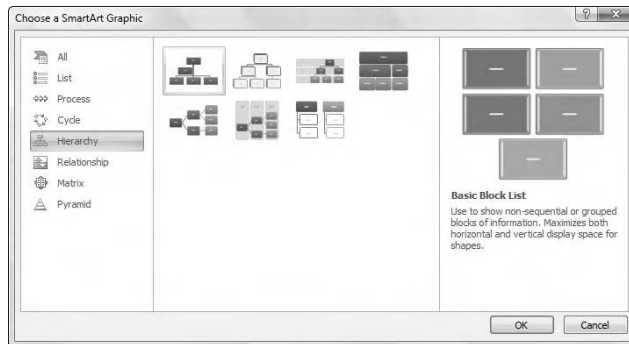 Choose a SmartArt Graphic
All
List
Process
Cycle
Hierarchy
Relationship
Matrix
Pyramid
Basic Block List
Use to show non-sequential or grouped
blocks of information. Maximizes both
horizontal and vertical display space for
shapes.
OK
Cancel